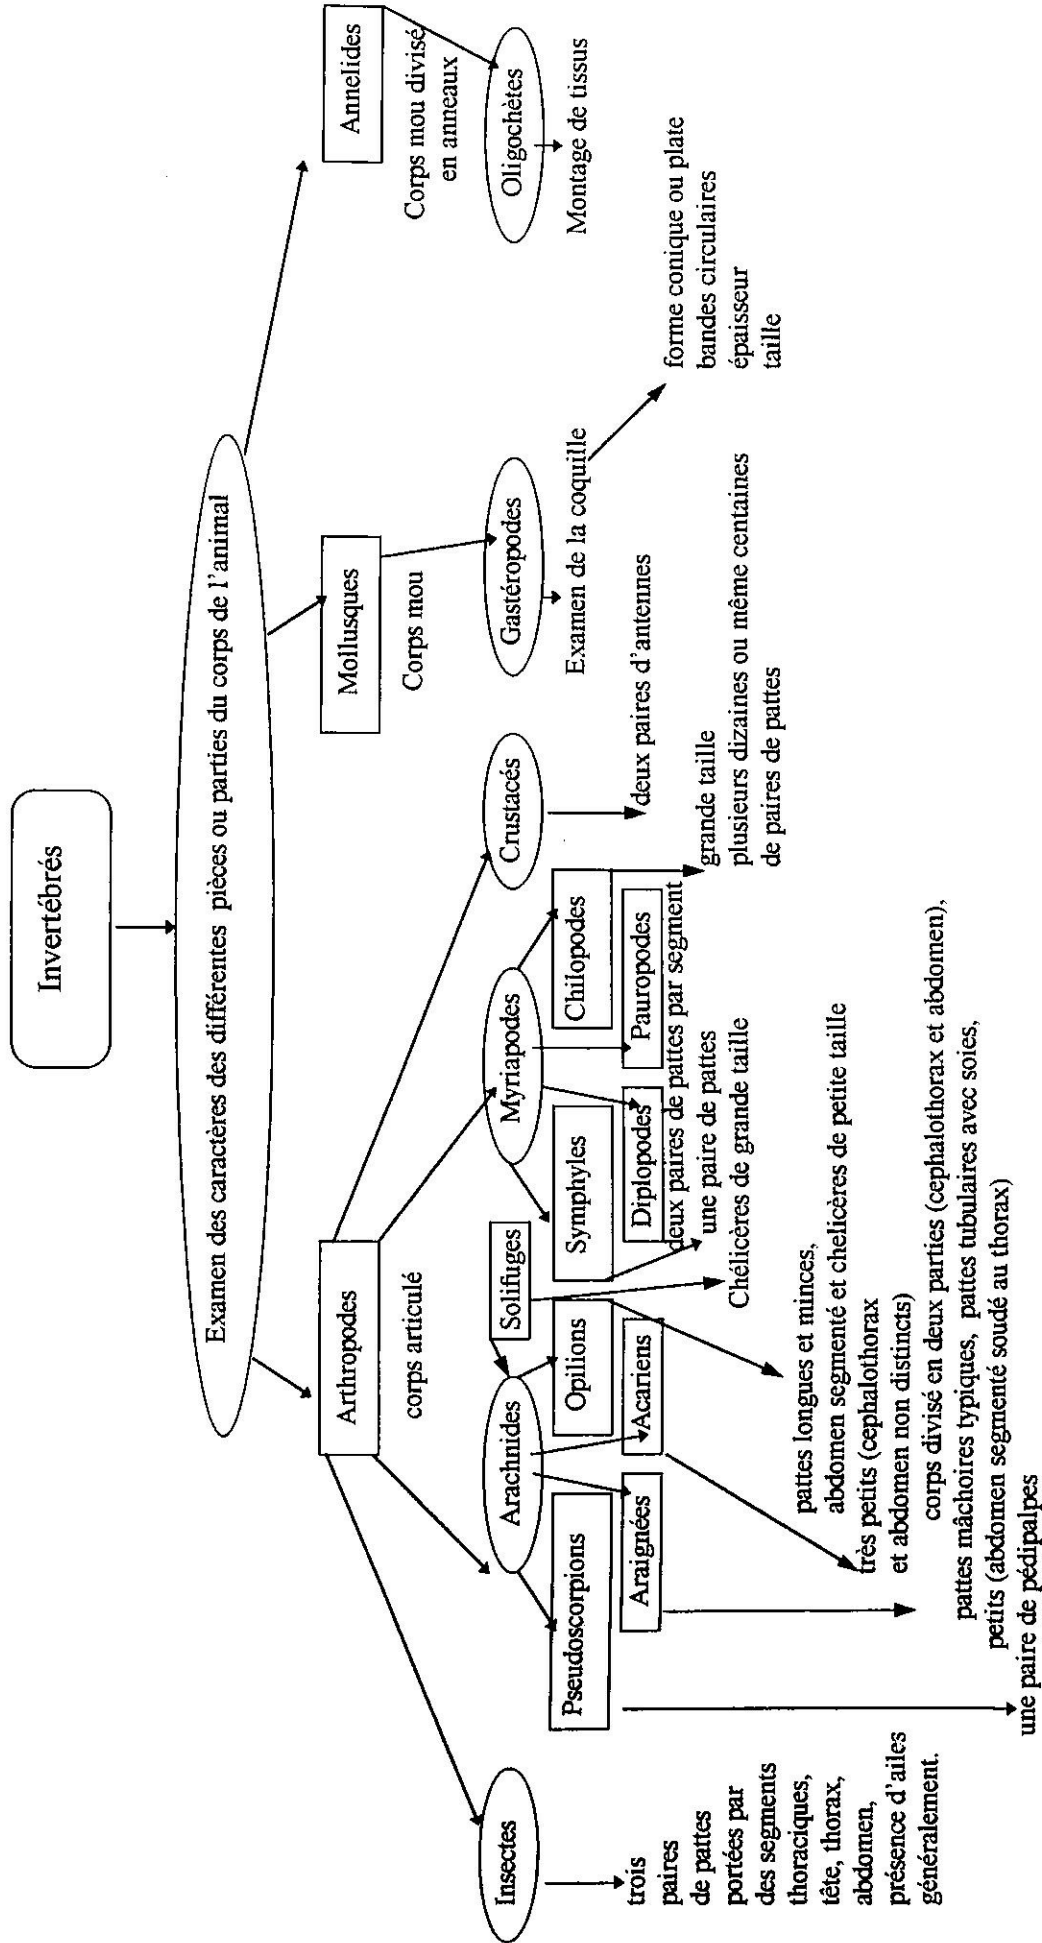 Invertébrés
Examen des caractères des différentes pièces ou parties du corps de l'animal
Arthropodes
corps articulé
Mollusques
Corps mou
Annelides
Corps mou divisé
en anneaux
Insectes
Arachnides
Solifuges
Myriapodes
Crustacés
Gastéropodes
Oligochètes
Pseudoscorpions
Opilions
Symphyles
Chilopodes
Araignées
Acariens
Diplopodes
Pauropodes
trois
paires
de pattes
portées par
des segments
thoraciques,
tête, thorax,
abdomen,
présence d'ailes
généralement.
deux paires de pattes par segment
une paire de pattes
Chélicères de grande taille
deux paires d'antennes
grande taille
plusieurs dizaines ou même centaines
de paires de pattes
Examen de la coquille
forme conique ou plate
bandes circulaires
épaisseur
taille
Montage de tissus
pattes longues et minces,
abdomen segmenté et chelicères de petite taille
très petits (cephalothorax
et abdomen non distincts)
corps divisé en deux parties (cephalothorax et abdomen),
pattes mâchoires typiques, pattes tubulaires avec soies,
petits (abdomen segmenté soudé au thorax)
une paire de pédipalpes